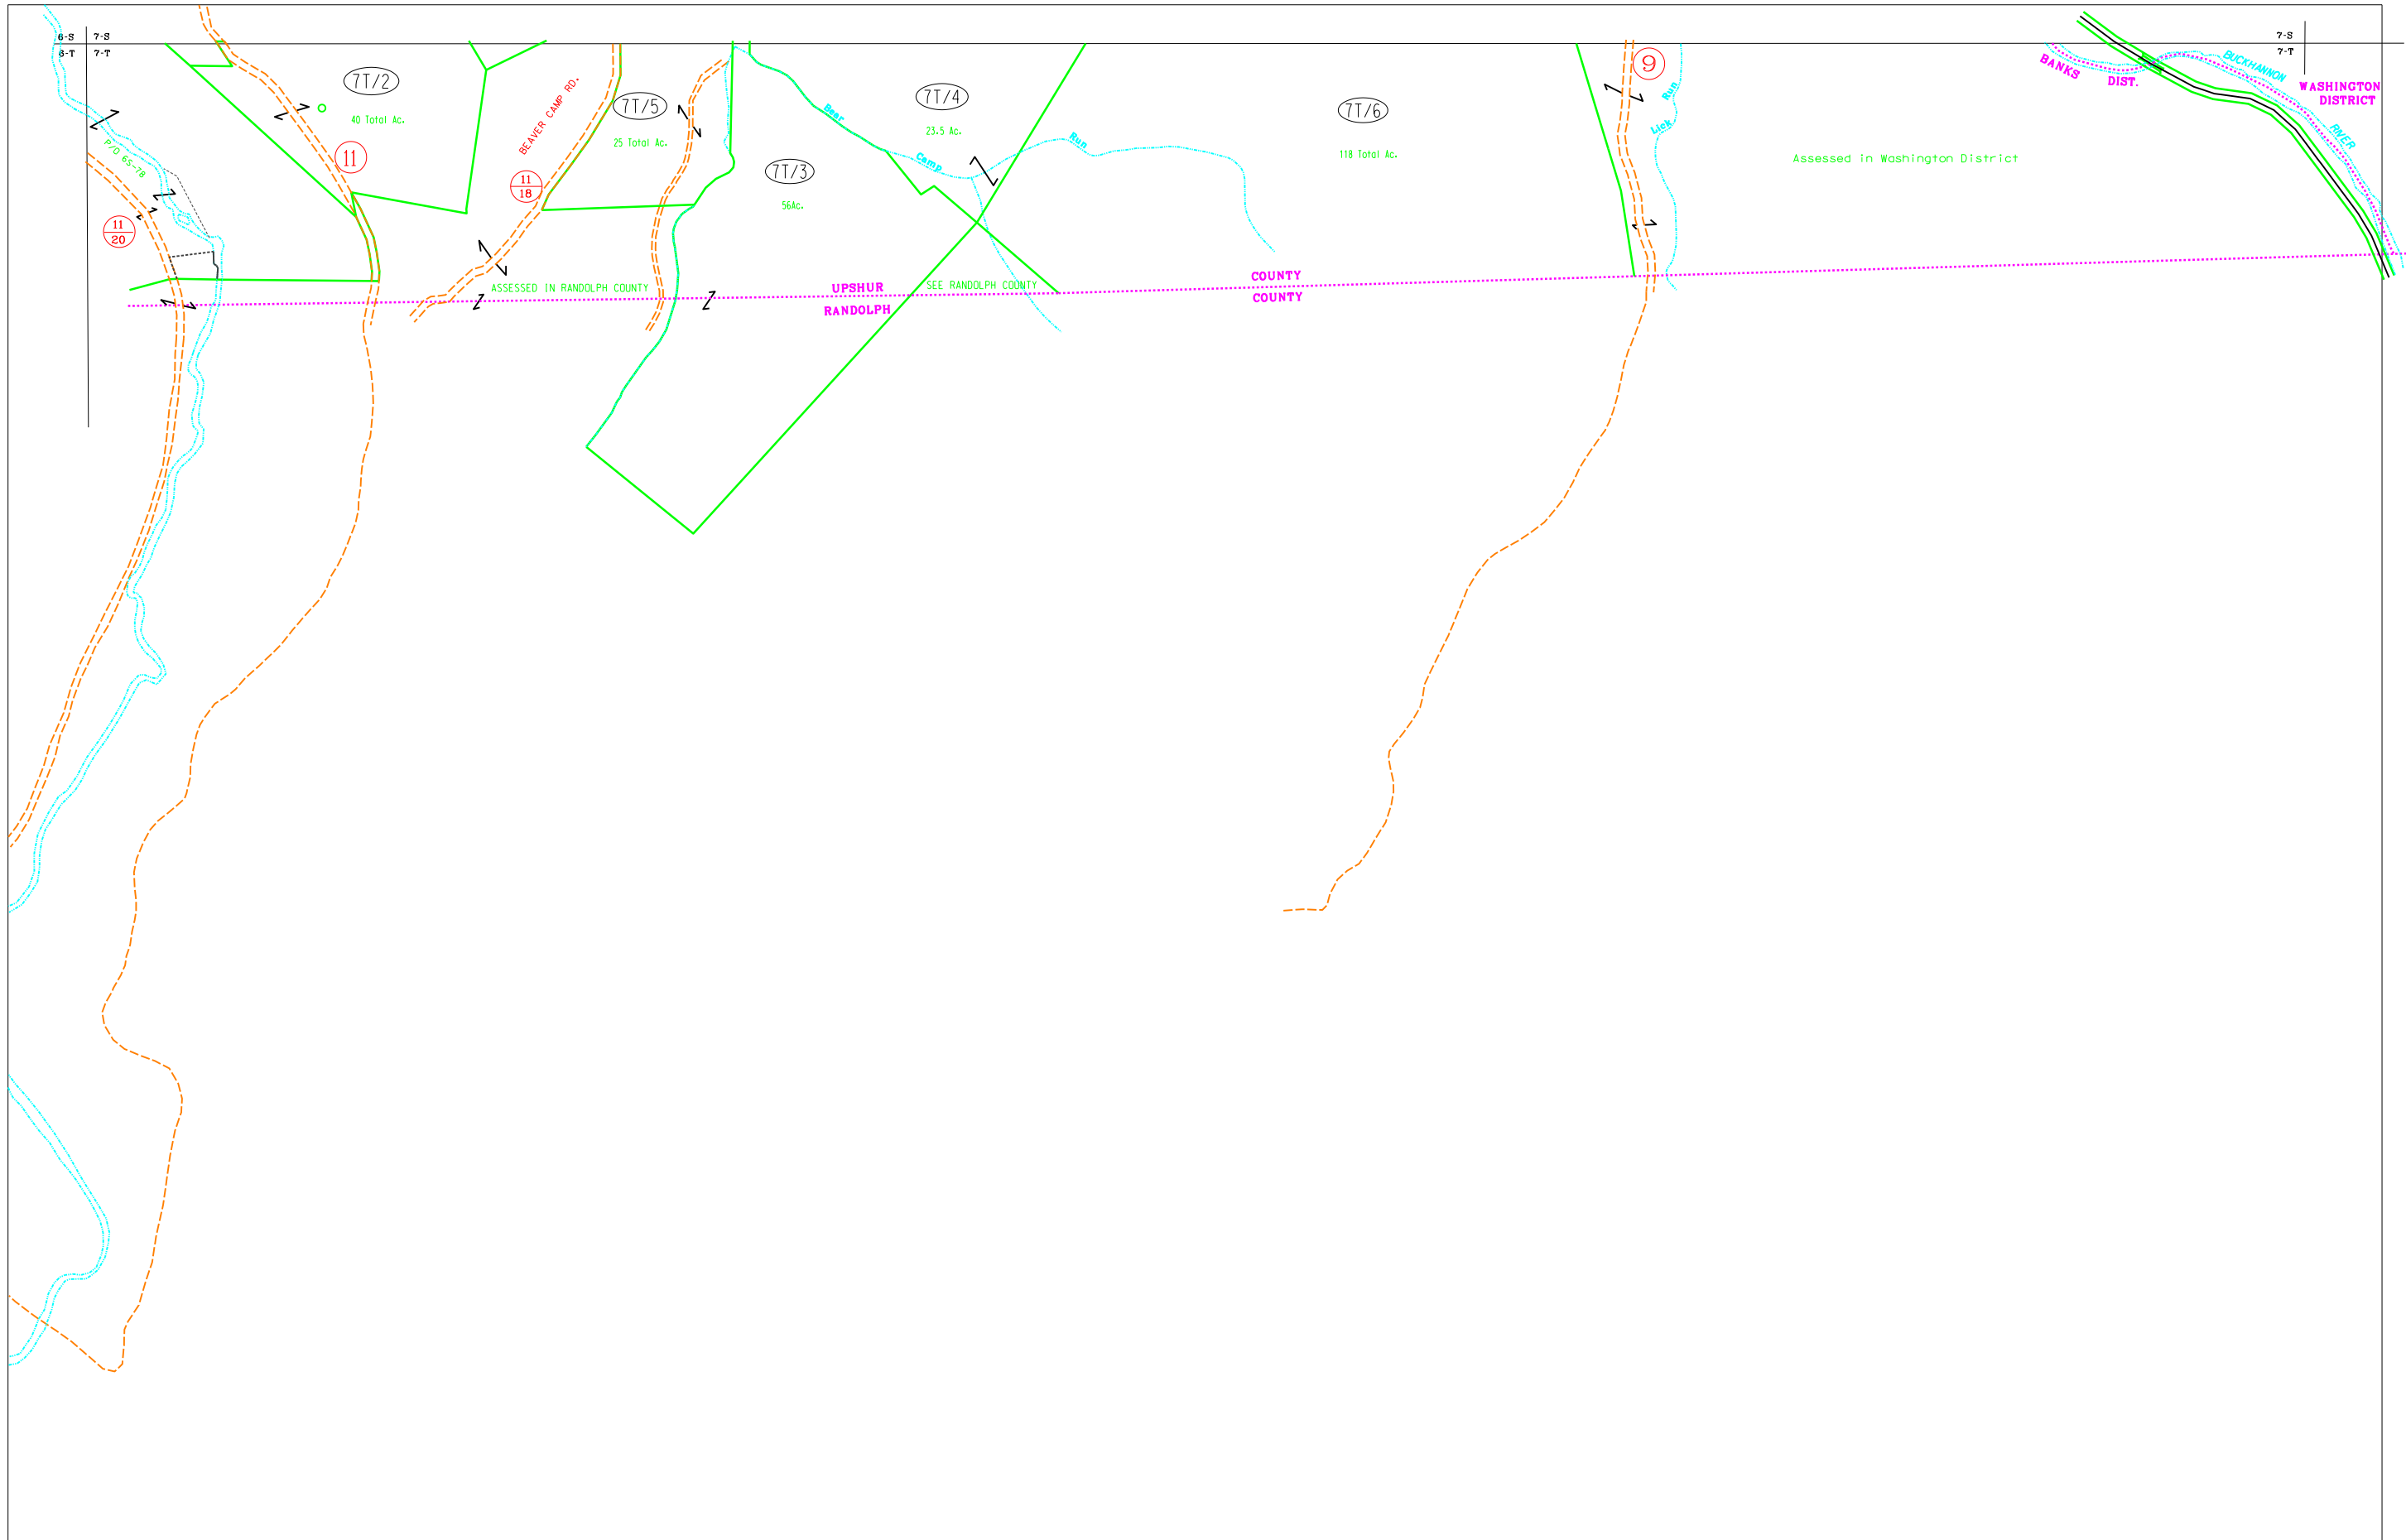 6-S 7-S
6-T 7-T
7-S
7-T
7T/2
40 Total Ac.
11
P/O 6S-78
11
20
BEAVER CAMP RD.
11
18
7T/5
25 Total Ac.
7T/3
56Ac.
Bear
Camp
Run
7T/4
23.5 Ac.
7T/6
118 Total Ac.
9
Run
Lick
Assessed in Washington District
BANKS
DIST.
BUCKHANNON
RIVER
WASHINGTON
DISTRICT
ASSESSED IN RANDOLPH COUNTY
SEE RANDOLPH COUNTY
UPSHUR
COUNTY
RANDOLPH
COUNTY